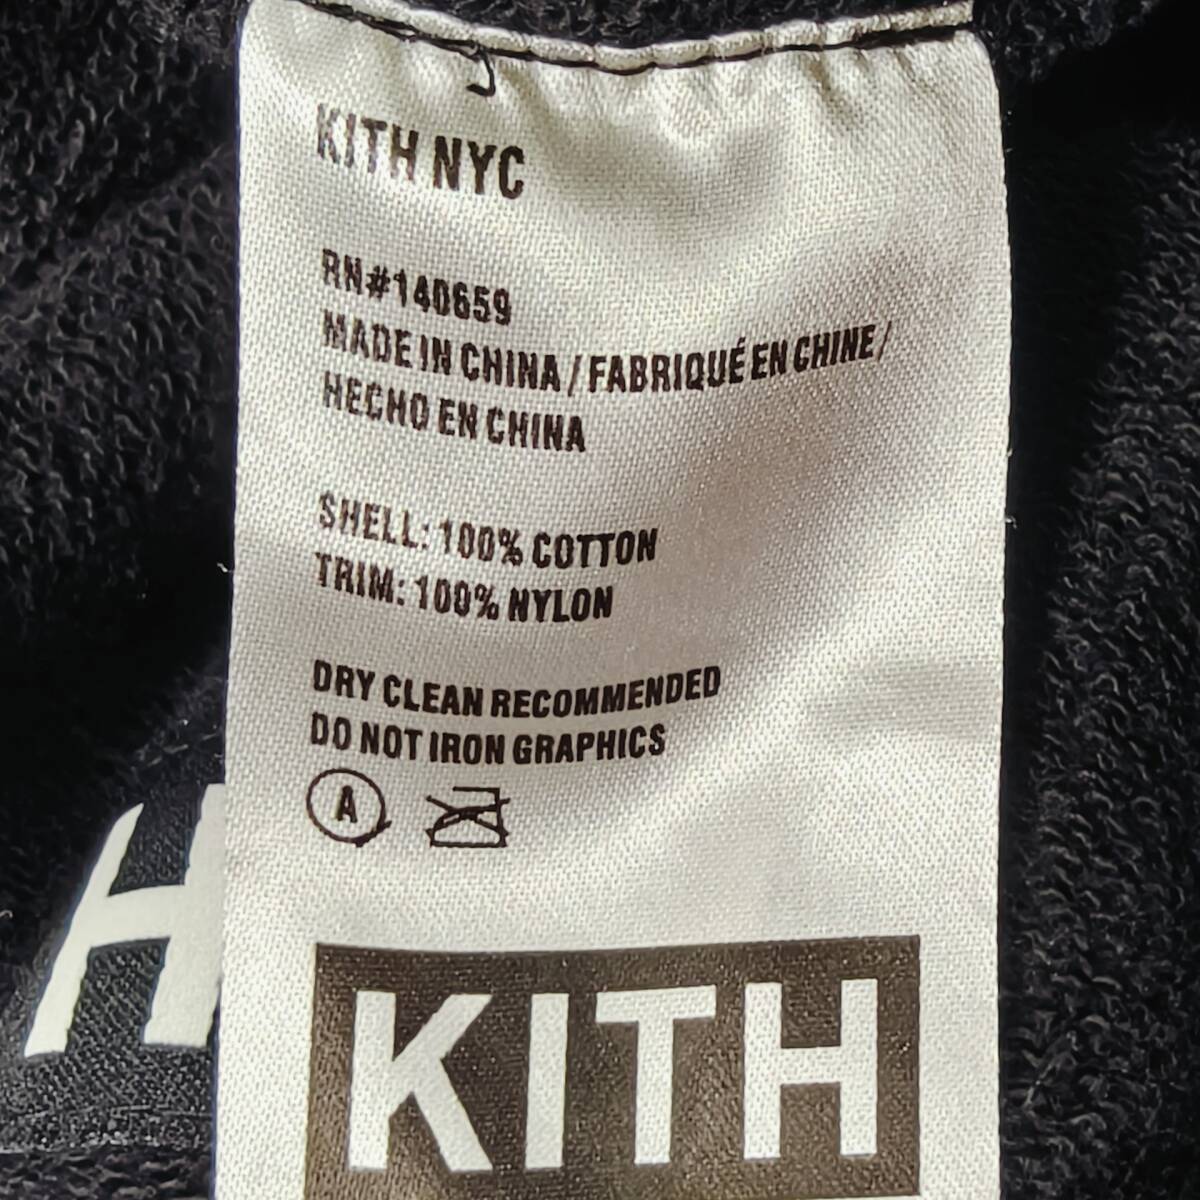 KITH NYC
RN#140659
MADE IN CHINA / FABRIQUÉ EN CHINE /
HECHO EN CHINA
SHELL: 100% COTTON
TRIM: 100% NYLON
DRY CLEAN RECOMMENDED
DO NOT IRON GRAPHICS
A
H
KITH